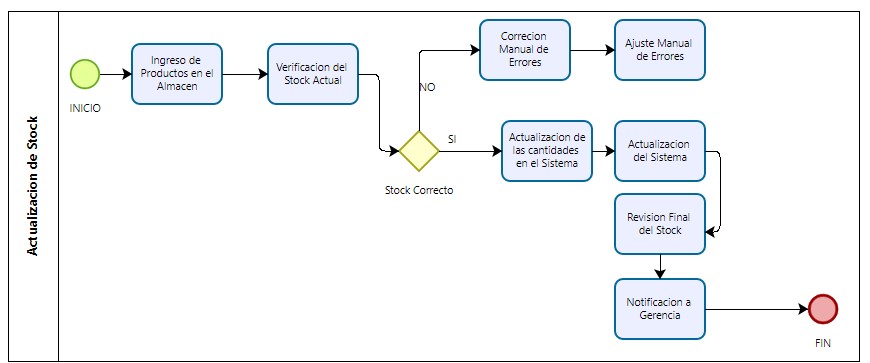 Actualizacion de Stock
INICIO
Ingreso de
Productos en el
Almacen
Verificacion del
Stock Actual
Stock Correcto
NO
Correcion
Manual de
Errores
Ajuste Manual
de Errores
SI
Actualizacion de
las cantidades
en el Sistema
Actualizacion
del Sistema
Revision Final
del Stock
Notificacion a
Gerencia
FIN